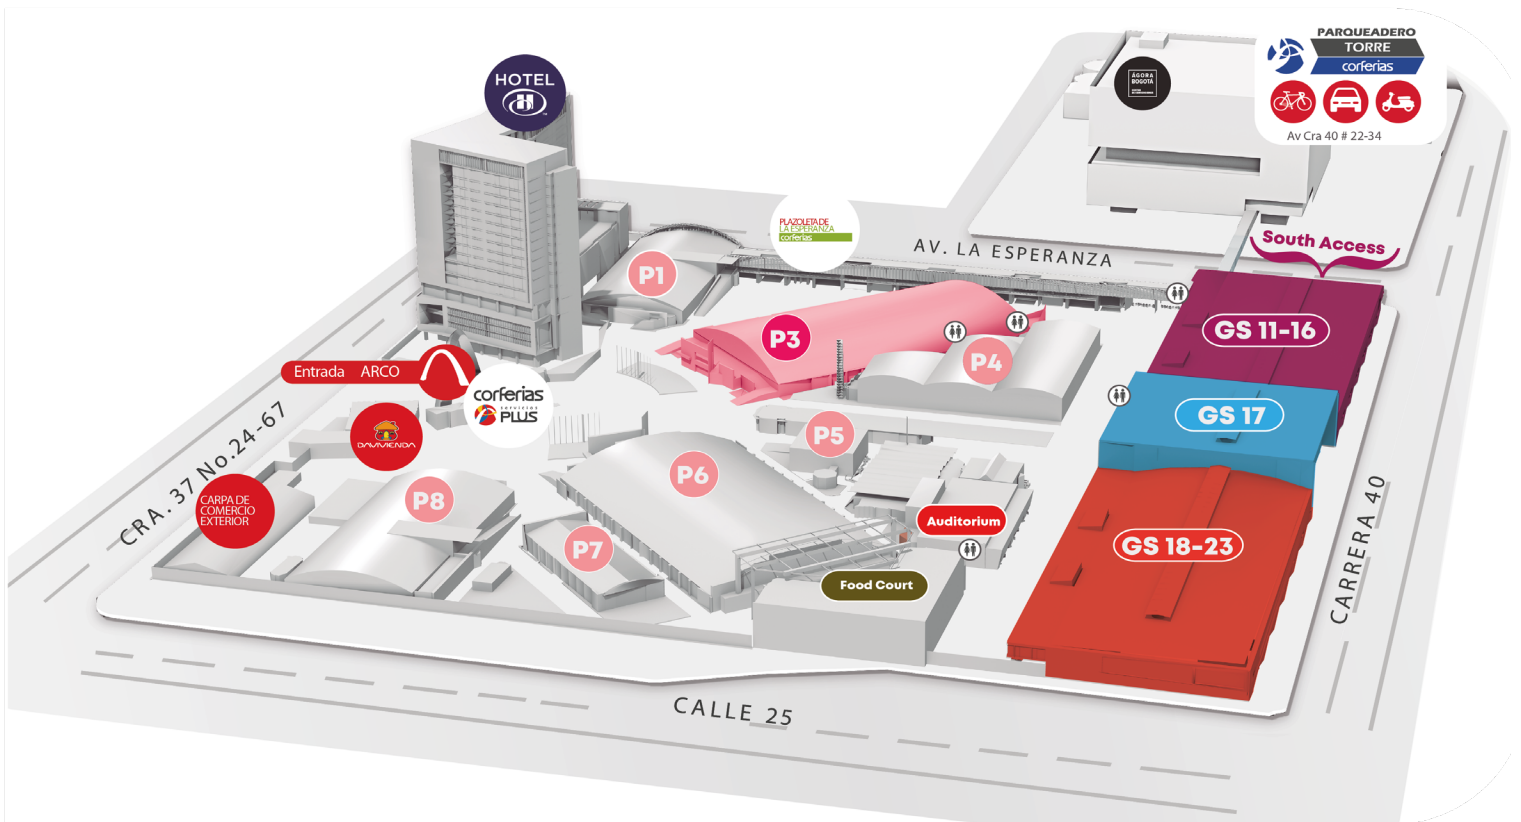 PARQUEADERO
TORRE
corferias
Av Cra 40 # 22-34
ÁGORA
BOGOTÁ
HOTEL
H
PLAZOLETA DE
LA ESPERANZA
corferias
AV. LA ESPERANZA
South Access
P1
P3
P4
GS 11-16
Entrada ARCO
corferias
servicios
PLUS
DAVIVIENDA
GS 17
P5
P6
CRA. 37 No.24-67
CARPA DE
COMERCIO
EXTERIOR
P8
P7
Auditorium
Food Court
GS 18-23
CARRERA 40
CALLE 25